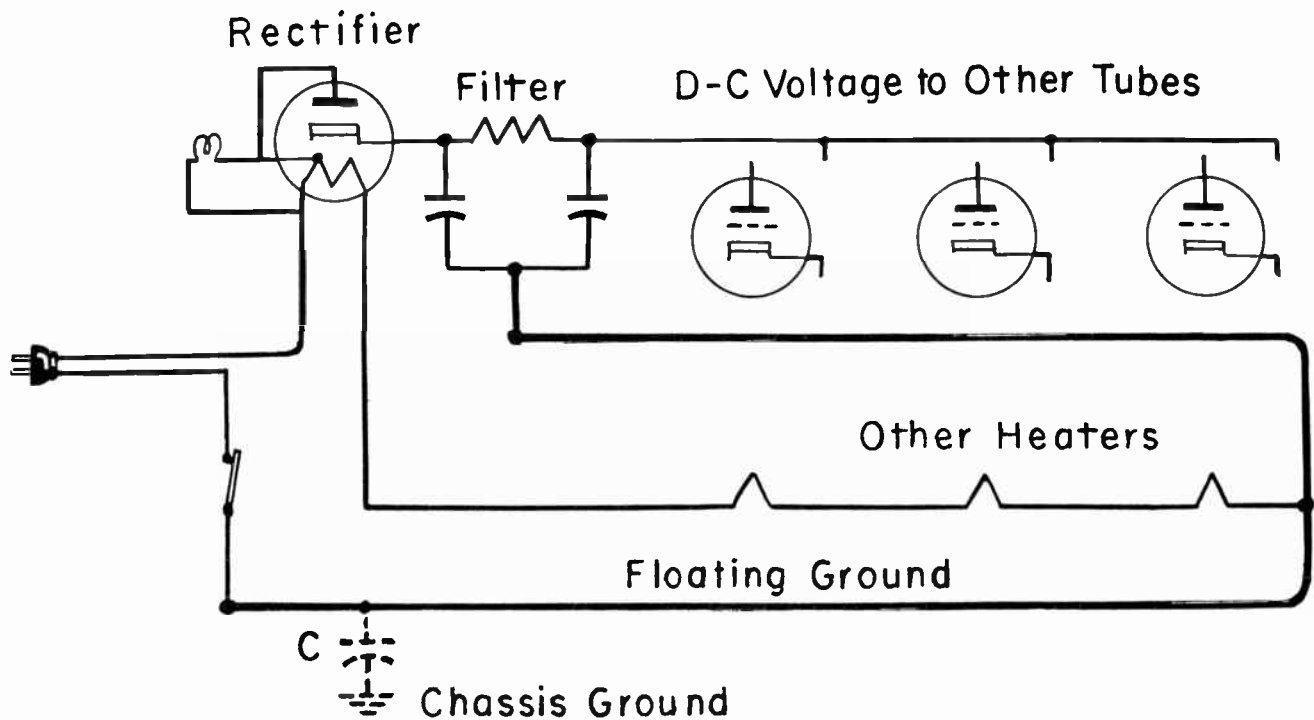 Rectifier
Filter
D-C Voltage to Other Tubes
Other Heaters
Floating Ground
C
Chassis Ground